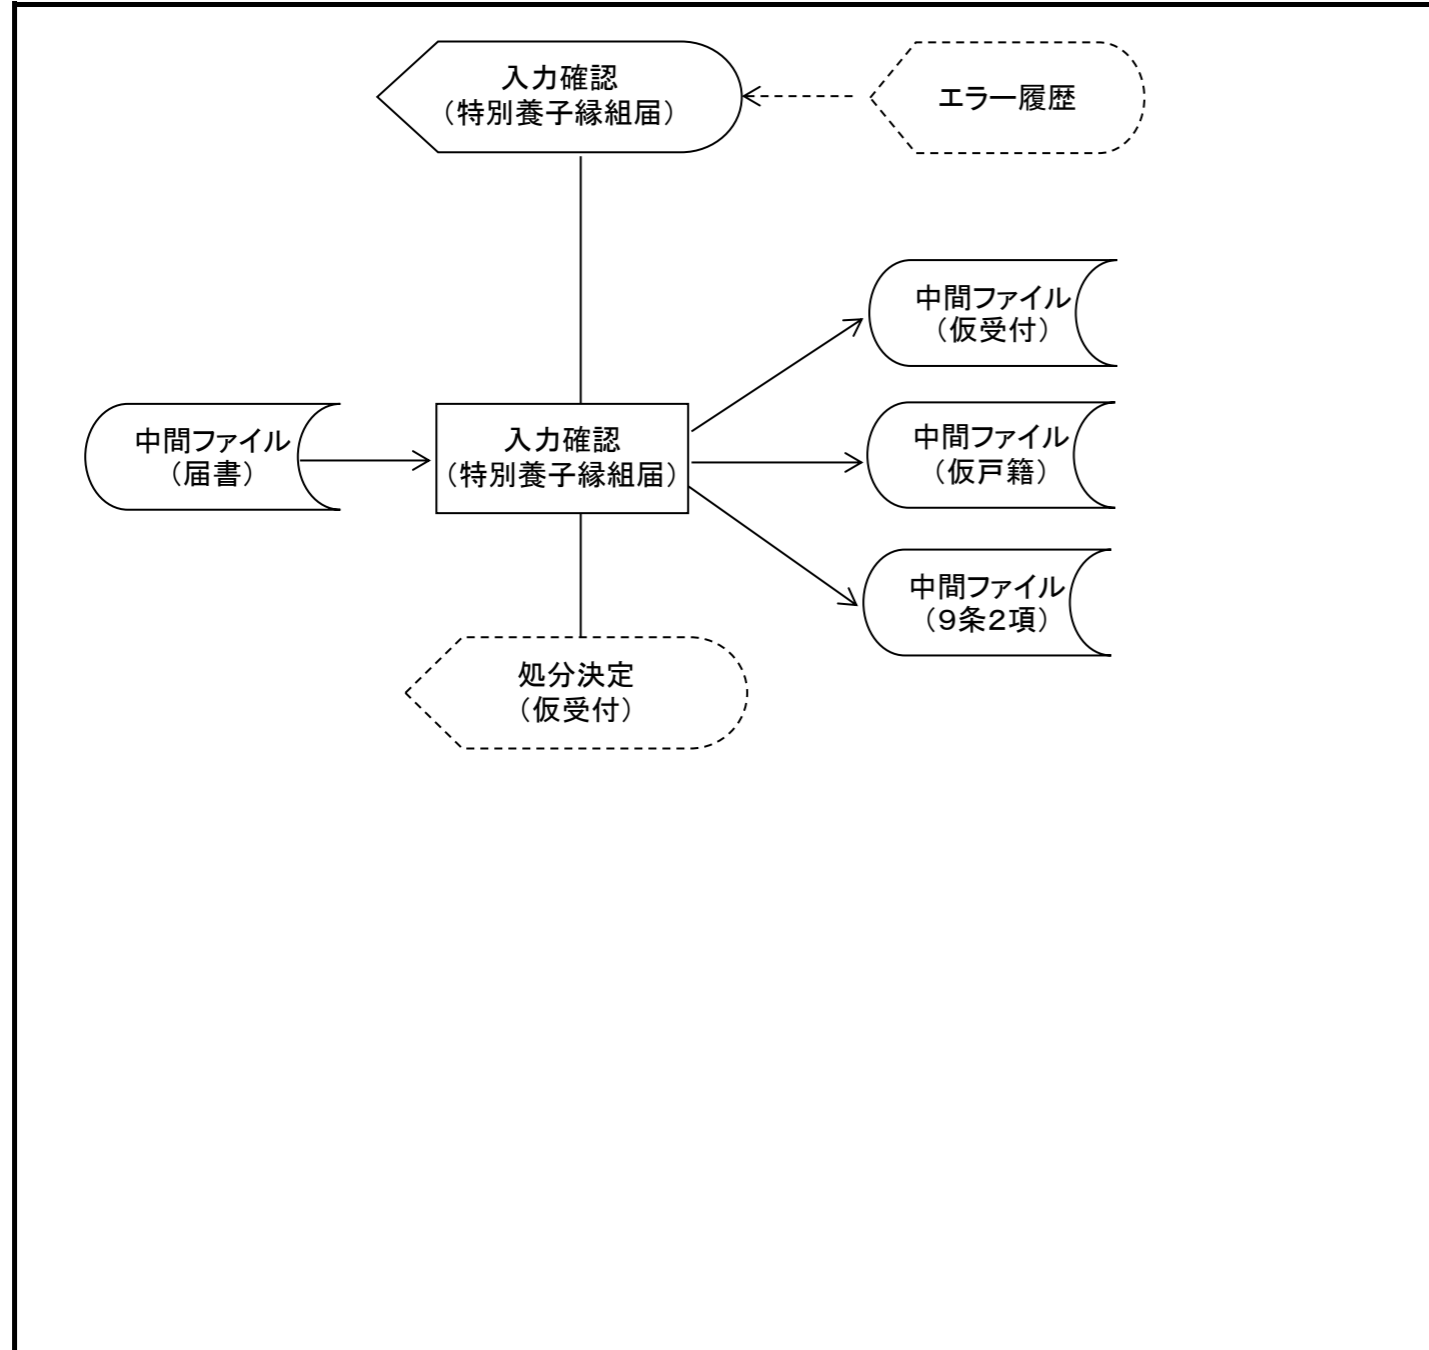 入力確認
（特別養子縁組届）
エラー履歴
中間ファイル
（仮受付）
中間ファイル
（届書）
入力確認
（特別養子縁組届）
中間ファイル
（仮戸籍）
中間ファイル
（９条２項）
処分決定
（仮受付）